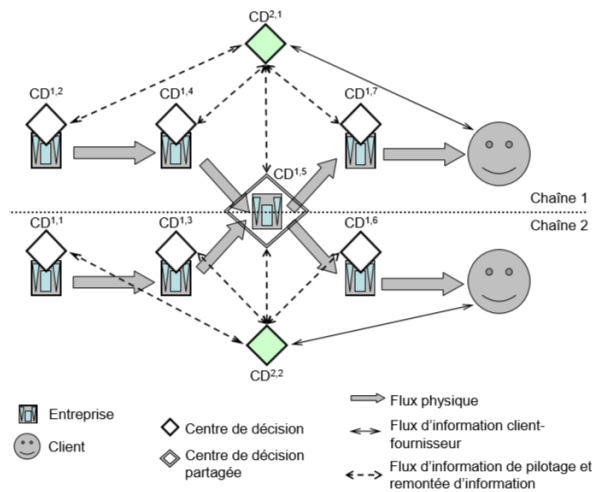 CD2,1
CD1,2
CD1,4
CD1,7
CD1,5
Chaîne 1
Chaîne 2
CD1,1
CD1,3
CD1,6
CD2,2
Entreprise
Client
Centre de décision
Centre de décision
partagée
Flux physique
Flux d'information client-
fournisseur
Flux d'information de pilotage et
remontée d'information